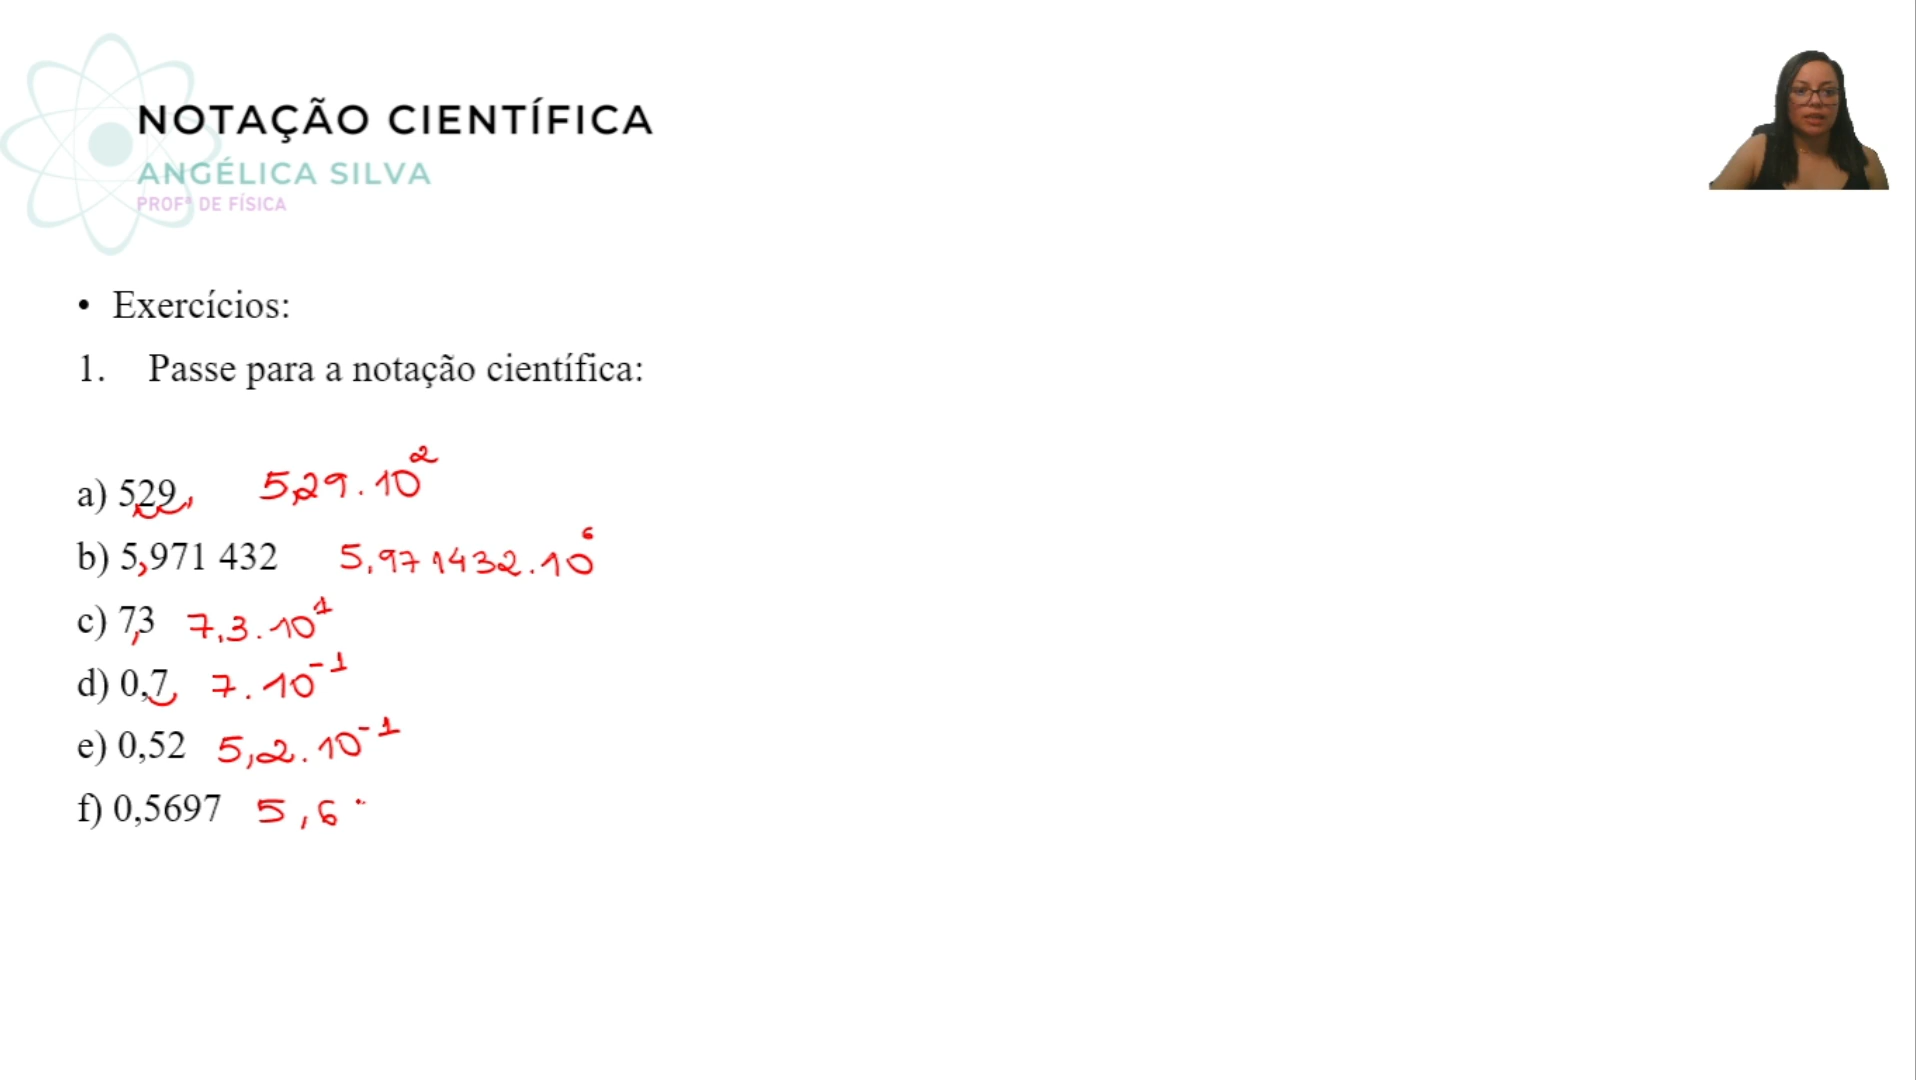 NOTAÇÃO CIENTÍFICA
ANGÉLICA SILVA
PROFª DE FÍSICA
• Exercícios:
1. Passe para a notação científica:
a) 529, 5,29 . 10²
b) 5,971 432 5,971432 . 10⁶
c) 7,3 7,3 . 10¹
d) 0,7, 7 . 10⁻¹
e) 0,52 5,2 . 10⁻¹
f) 0,5697 5,6